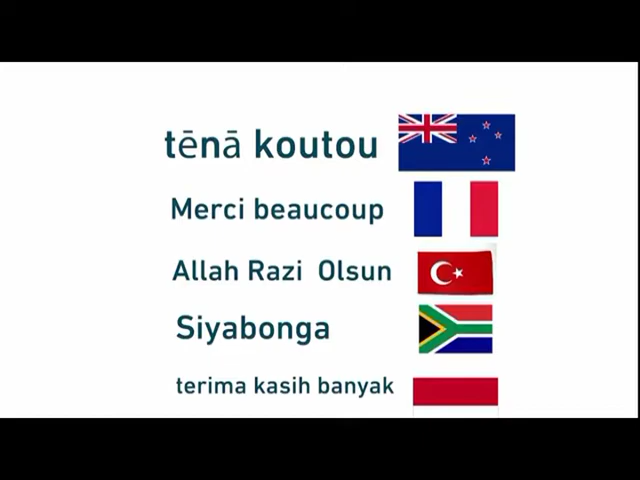 tēnā koutou
Merci beaucoup
Allah Razi Olsun
Siyabonga
terima kasih banyak